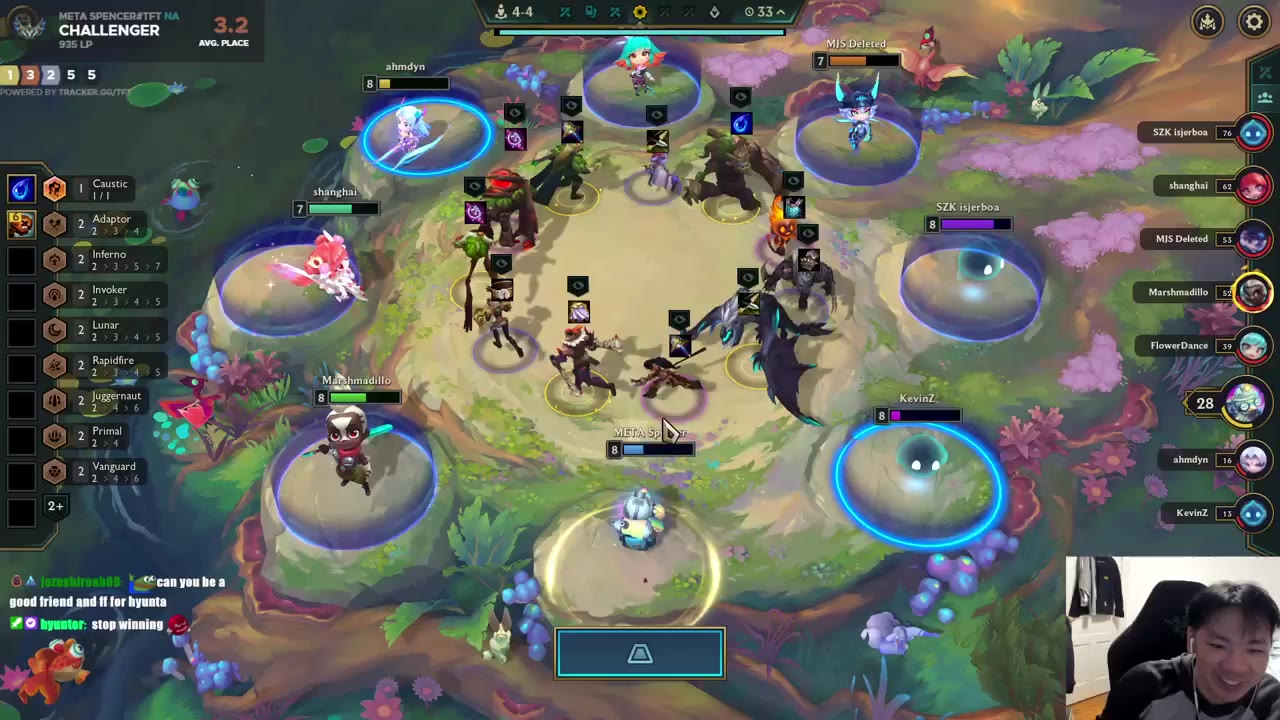 META SPENCER#TFT NA
CHALLENGER
935 LP
3.2
AVG. PLACE
1 3 2 5 5
POWERED BY TRACKER.GG/TFT
4-4
33
ahmdyn
8
MJS Deleted
7
shanghai
7
SZK isjerboa
8
Marshmadillo
8
KevinZ
8
META Sp
8
1 Caustic
1 / 1
2 Adaptor
2 > 3 > 4
2 Inferno
2 > 3 > 5 > 7
2 Invoker
2 > 3 > 4 > 5
2 Lunar
2 > 3 > 4 > 5
2 Rapidfire
2 > 3 > 4 > 5
2 Juggernaut
2 > 4 > 6
2 Primal
2 > 4
2 Vanguard
2 > 4 > 6
2+
SZK isjerboa 76
shanghai 62
MJS Deleted 53
Marshmadillo 52
FlowerDance 39
28
ahmdyn 16
KevinZ 13
jozushiroah09: can you be a
good friend and ff for hyunta
hyunter: stop winning